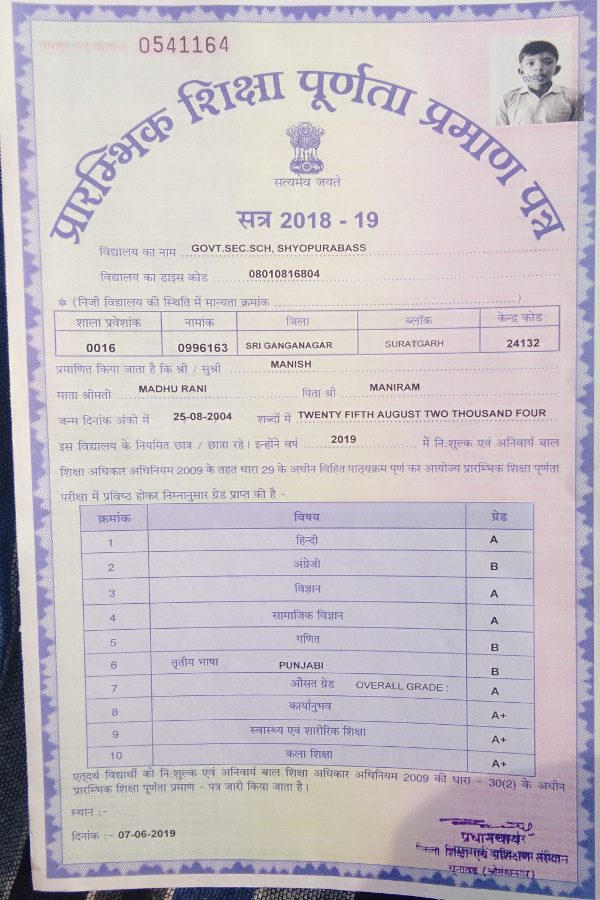 0541164
फोटो
प्रारम्भिक शिक्षा पूर्णता प्रमाण पत्र
सत्यमेव जयते
सत्र 2018 - 19
विद्यालय का नाम GOVT.SEC.SCH, SHYOPURABASS
विद्यालय का डाइस कोड 08010816804
* (निजी विद्यालय की स्थिति में मान्यता क्रमांक ....................)
शाला प्रवेशांक नामांक जिला ब्लॉक केन्द्र कोड
0016 0996163 SRI GANGANAGAR SURATGARH 24132
प्रमाणित किया जाता है कि श्री / सुश्री MANISH
माता श्रीमती MADHU RANI पिता श्री MANIRAM
जन्म दिनांक अंको में 25-08-2004 शब्दों में TWENTY FIFTH AUGUST TWO THOUSAND FOUR
इस विद्यालय के नियमित छात्र / छात्रा रहे। इन्होंने वर्ष 2019 में नि:शुल्क एवं अनिवार्य बाल
शिक्षा अधिकार अधिनियम 2009 के तहत धारा 29 के अधीन विहित पाठ्यक्रम पूर्ण कर आयोज्य प्रारम्भिक शिक्षा पूर्णता
परीक्षा में प्रविष्ठ होकर निम्नानुसार ग्रेड प्राप्त की है -
क्रमांक विषय ग्रेड
1 हिन्दी A
2 अंग्रेजी B
3 विज्ञान A
4 सामाजिक विज्ञान A
5 गणित B
6 तृतीय भाषा PUNJABI B
7 औसत ग्रेड OVERALL GRADE : A
8 कार्यानुभव A+
9 स्वास्थ्य एवं शारीरिक शिक्षा A+
10 कला शिक्षा A+
एतदर्थ विद्यार्थी को नि:शुल्क एवं अनिवार्य बाल शिक्षा अधिकार अधिनियम 2009 की धारा - 30(2) के अधीन
प्रारम्भिक शिक्षा पूर्णता प्रमाण - पत्र जारी किया जाता है।
स्थान :-
दिनांक :- 07-06-2019
प्रधानाचार्य
शिक्षा एवं प्रशिक्षण संस्थान